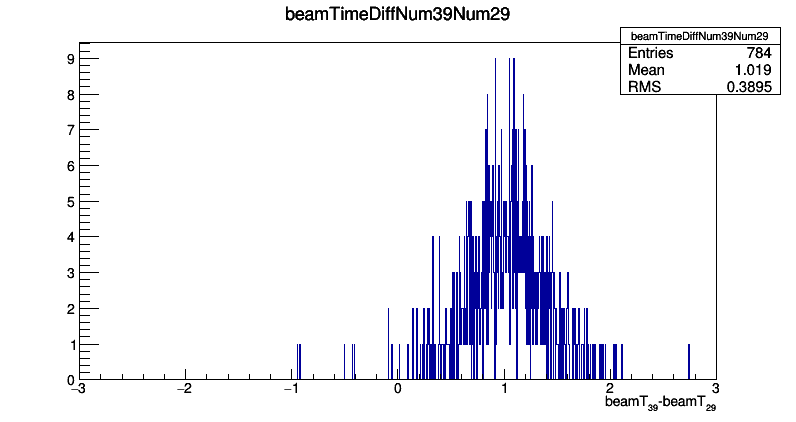 beamTimeDiffNum39Num29
beamTimeDiffNum39Num29
Entries 784
Mean 1.019
RMS 0.3895
9
8
7
6
5
4
3
2
1
0
−3 −2 −1 0 1 2 3
beamT39-beamT29